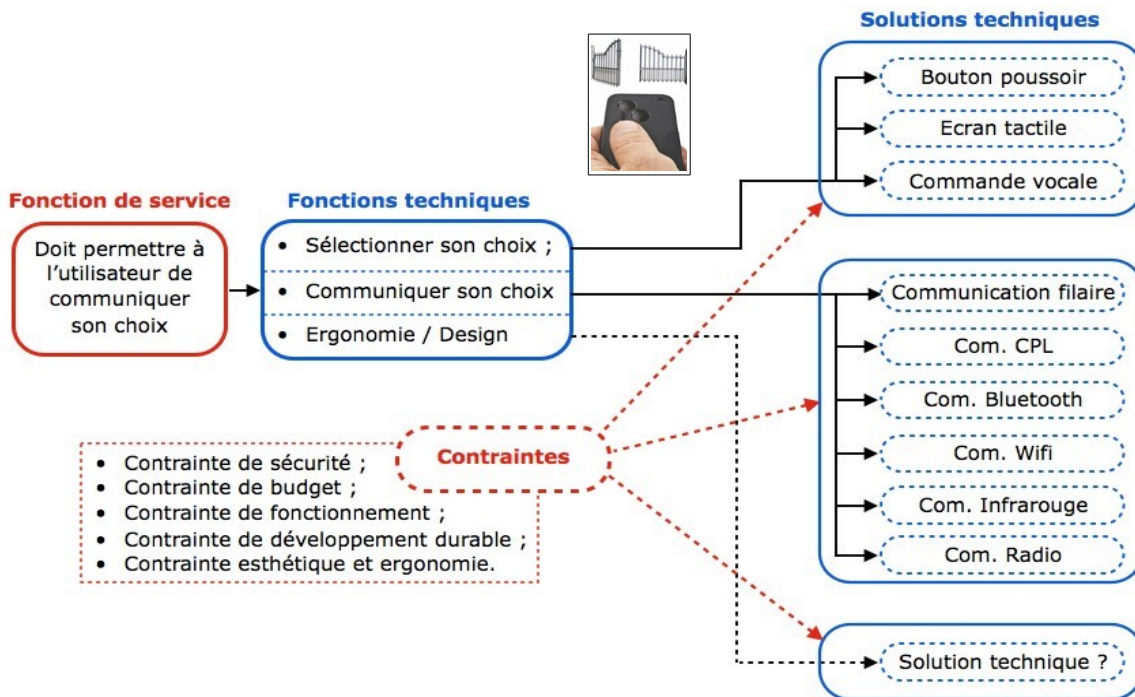 Solutions techniques
Bouton poussoir
Ecran tactile
Commande vocale
Fonction de service
Doit permettre à
l'utilisateur de
communiquer
son choix
Fonctions techniques
• Sélectionner son choix ;
• Communiquer son choix
• Ergonomie / Design
Communication filaire
Com. CPL
Com. Bluetooth
Com. Wifi
Com. Infrarouge
Com. Radio
Contraintes
• Contrainte de sécurité ;
• Contrainte de budget ;
• Contrainte de fonctionnement ;
• Contrainte de développement durable ;
• Contrainte esthétique et ergonomie.
Solution technique ?